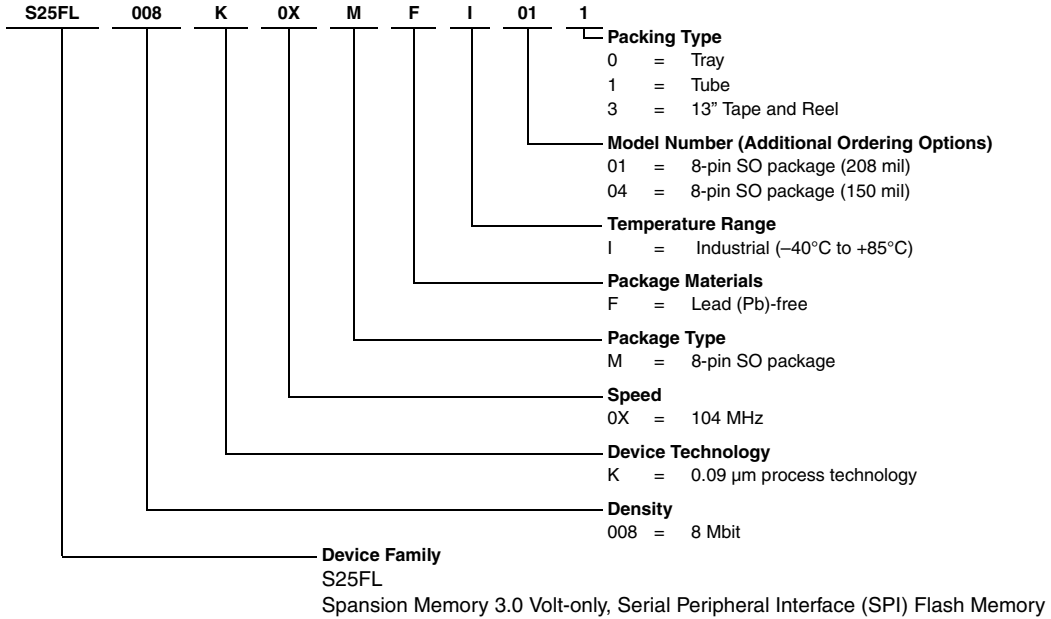 S25FL 008 K 0X M F I 01 1
Packing Type
0 = Tray
1 = Tube
3 = 13” Tape and Reel
Model Number (Additional Ordering Options)
01 = 8-pin SO package (208 mil)
04 = 8-pin SO package (150 mil)
Temperature Range
I = Industrial (–40°C to +85°C)
Package Materials
F = Lead (Pb)-free
Package Type
M = 8-pin SO package
Speed
0X = 104 MHz
Device Technology
K = 0.09 µm process technology
Density
008 = 8 Mbit
Device Family
S25FL
Spansion Memory 3.0 Volt-only, Serial Peripheral Interface (SPI) Flash Memory